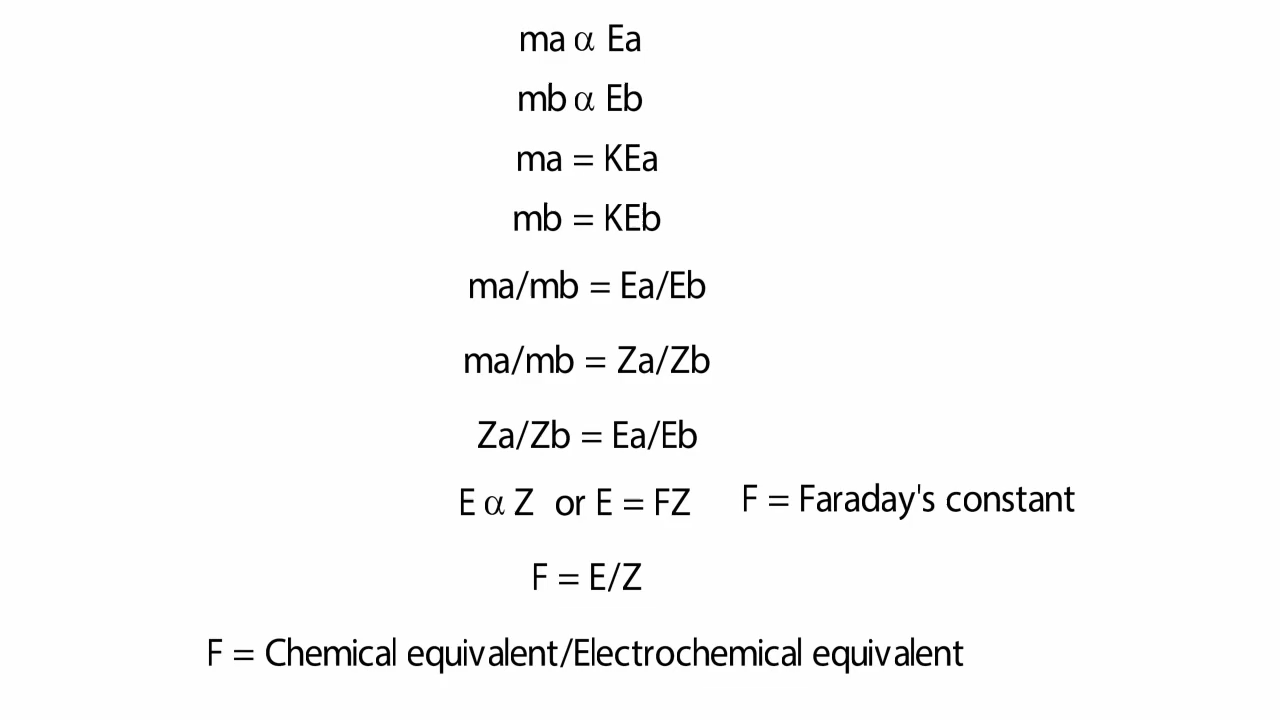 ma α Ea
mb α Eb
ma = KEa
mb = KEb
ma/mb = Ea/Eb
ma/mb = Za/Zb
Za/Zb = Ea/Eb
E α Z or E = FZ F = Faraday's constant
F = E/Z
F = Chemical equivalent/Electrochemical equivalent